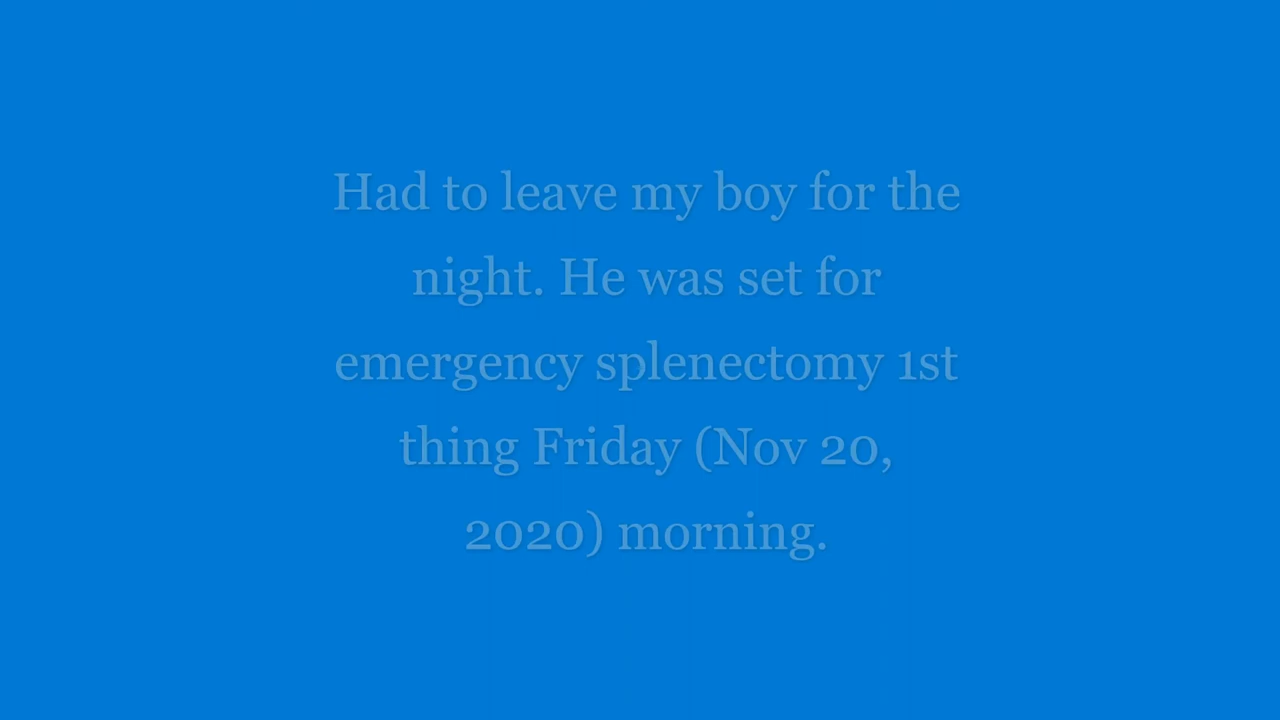 Had to leave my boy for the
night. He was set for
emergency splenectomy 1st
thing Friday (Nov 20,
2020) morning.